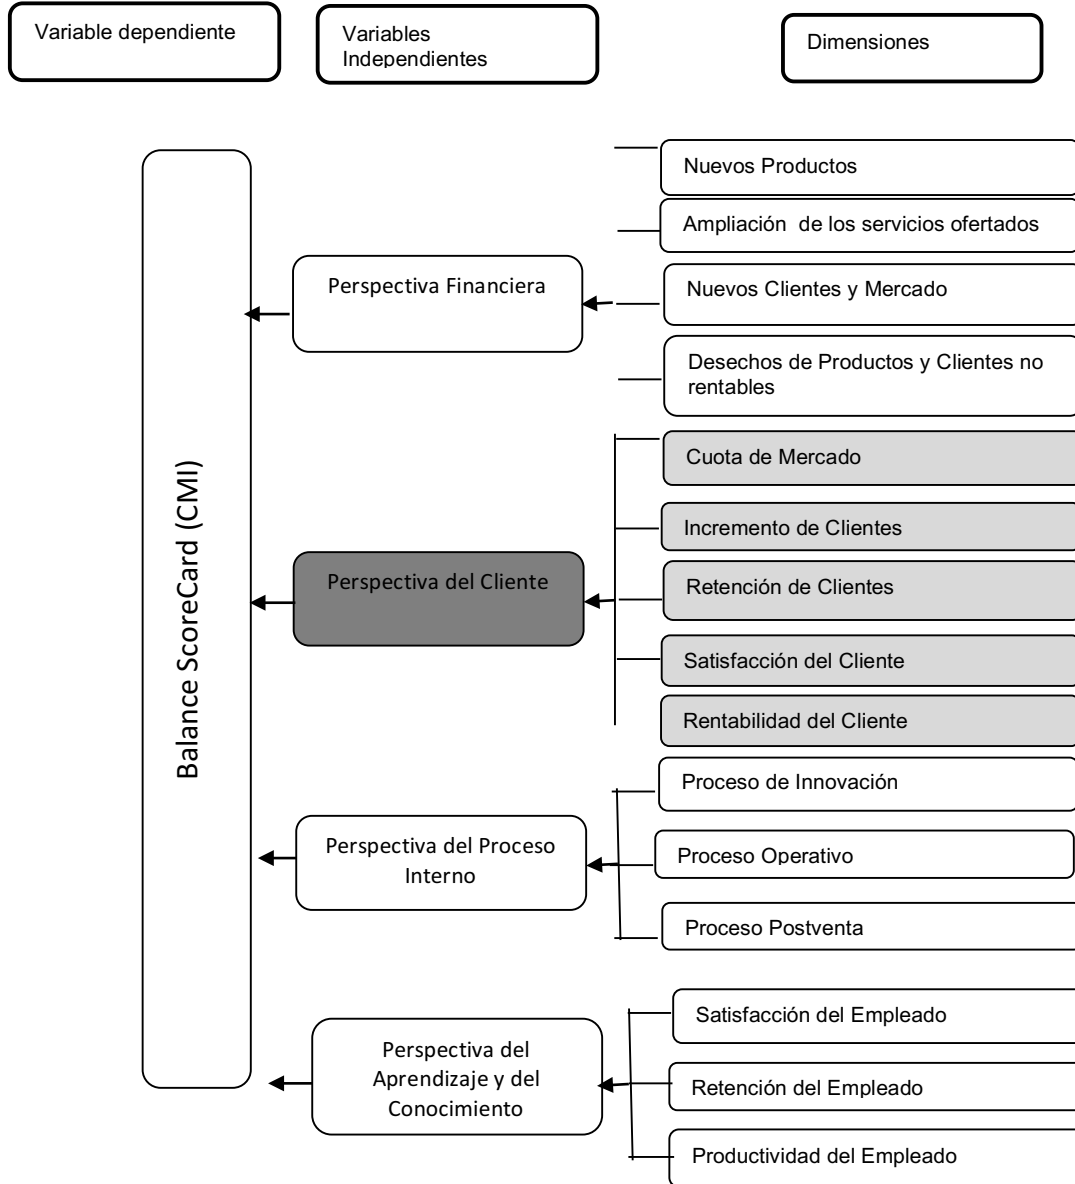 Variable dependiente
Variables
Independientes
Dimensiones
Balance ScoreCard (CMI)
Perspectiva Financiera
Nuevos Productos
Ampliación de los servicios ofertados
Nuevos Clientes y Mercado
Desechos de Productos y Clientes no
rentables
Perspectiva del Cliente
Cuota de Mercado
Incremento de Clientes
Retención de Clientes
Satisfacción del Cliente
Rentabilidad del Cliente
Perspectiva del Proceso
Interno
Proceso de Innovación
Proceso Operativo
Proceso Postventa
Perspectiva del
Aprendizaje y del
Conocimiento
Satisfacción del Empleado
Retención del Empleado
Productividad del Empleado